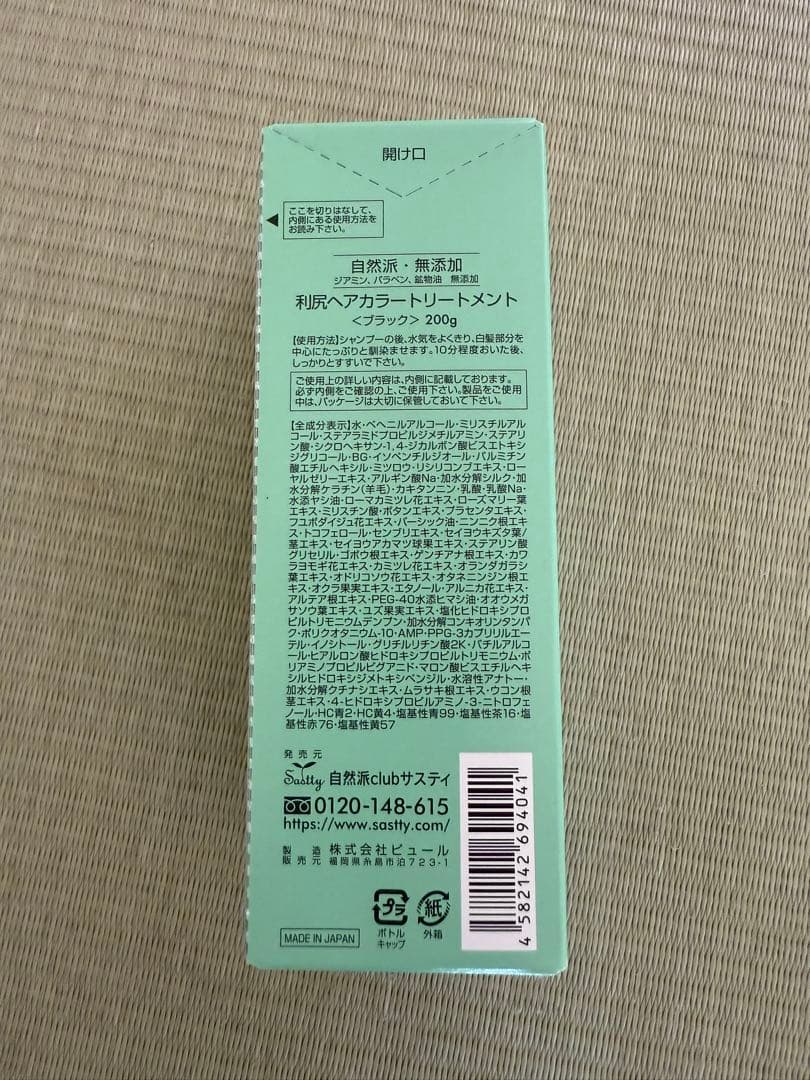 開け口
ここを切りはなして、
内側にある使用方法を
お読み下さい。
自然派・無添加
ジアミン、パラベン、鉱物油 無添加
利尻ヘアカラートリートメント
<ブラック> 200g
【使用方法】シャンプーの後、水気をよくきり、白髪部分を
中心にたっぷりと馴染ませます。10分程度おいた後、
しっかりとすすいで下さい。
ご使用上の詳しい内容は、内側に記載しております。
必ず内側をご確認の上、ご使用下さい。製品をご使用
中は、パッケージは大切に保管しておいて下さい。
【全成分表示】水・ベヘニルアルコール・ミリスチルアル
コール・ステアラミドプロピルジメチルアミン・ステアリ
ン酸・シクロヘキサン-1,4-ジカルボン酸ビスエトキシ
ジグリコール・BG・イソペンチルジオール・パルミチン
酸エチルヘキシル・ミツロウ・リシリコンブエキス・ロー
ヤルゼリーエキス・アルギン酸Na・加水分解シルク・加
水分解ケラチン(羊毛)・カキタンニン・乳酸・乳酸Na・
水添ヤシ油・ローマカミツレ花エキス・ローズマリー葉
エキス・ミリスチン酸・ボタンエキス・プラセンタエキス・
フユボダイジュ花エキス・パーシック油・ニンニク根エキ
ス・トコフェロール・センブリエキス・セイヨウキズタ葉/
茎エキス・セイヨウアカマツ球果エキス・ステアリン酸
グリセリル・ゴボウ根エキス・ゲンチアナ根エキス・カワ
ラヨモギ花エキス・カミツレ花エキス・オランダガラシ
葉エキス・オドリコソウ花エキス・オタネニンジン根エ
キス・オクラ果実エキス・エタノール・アルニカ花エキス・
アルテア根エキス・PEG-40水添ヒマシ油・オオウメガ
サソウ葉エキス・ユズ果実エキス・塩化ヒドロキシプロ
ピルトリモニウムデンプン・加水分解コンキオリンタンパ
ク・ポリクオタニウム-10・AMP・PPG-3カプリリルエー
テル・イノシトール・グリチルリチン酸2K・バチルアルコ
ール・ヒアルロン酸ヒドロキシプロピルトリモニウム・ポ
リアミノプロピルビグアニド・マロン酸ビスエチルヘキ
シルヒドロキシジメトキシベンジル・水溶性アナトー・
加水分解クチナシエキス・ムラサキ根エキス・ウコン根
茎エキス・4-ヒドロキシプロピルアミノ-3-ニトロフェ
ノール・HC青2・HC黄4・塩基性青99・塩基性茶16・塩
基性赤76・塩基性黄57
発売元
Sastty 自然派clubサスティ
0120-148-615
https://www.sastty.com/
製造 株式会社ピュール
販売元 福岡県糸島市泊723-1
プラ
ボトル
キャップ
紙
外箱
MADE IN JAPAN
4 582142 694041